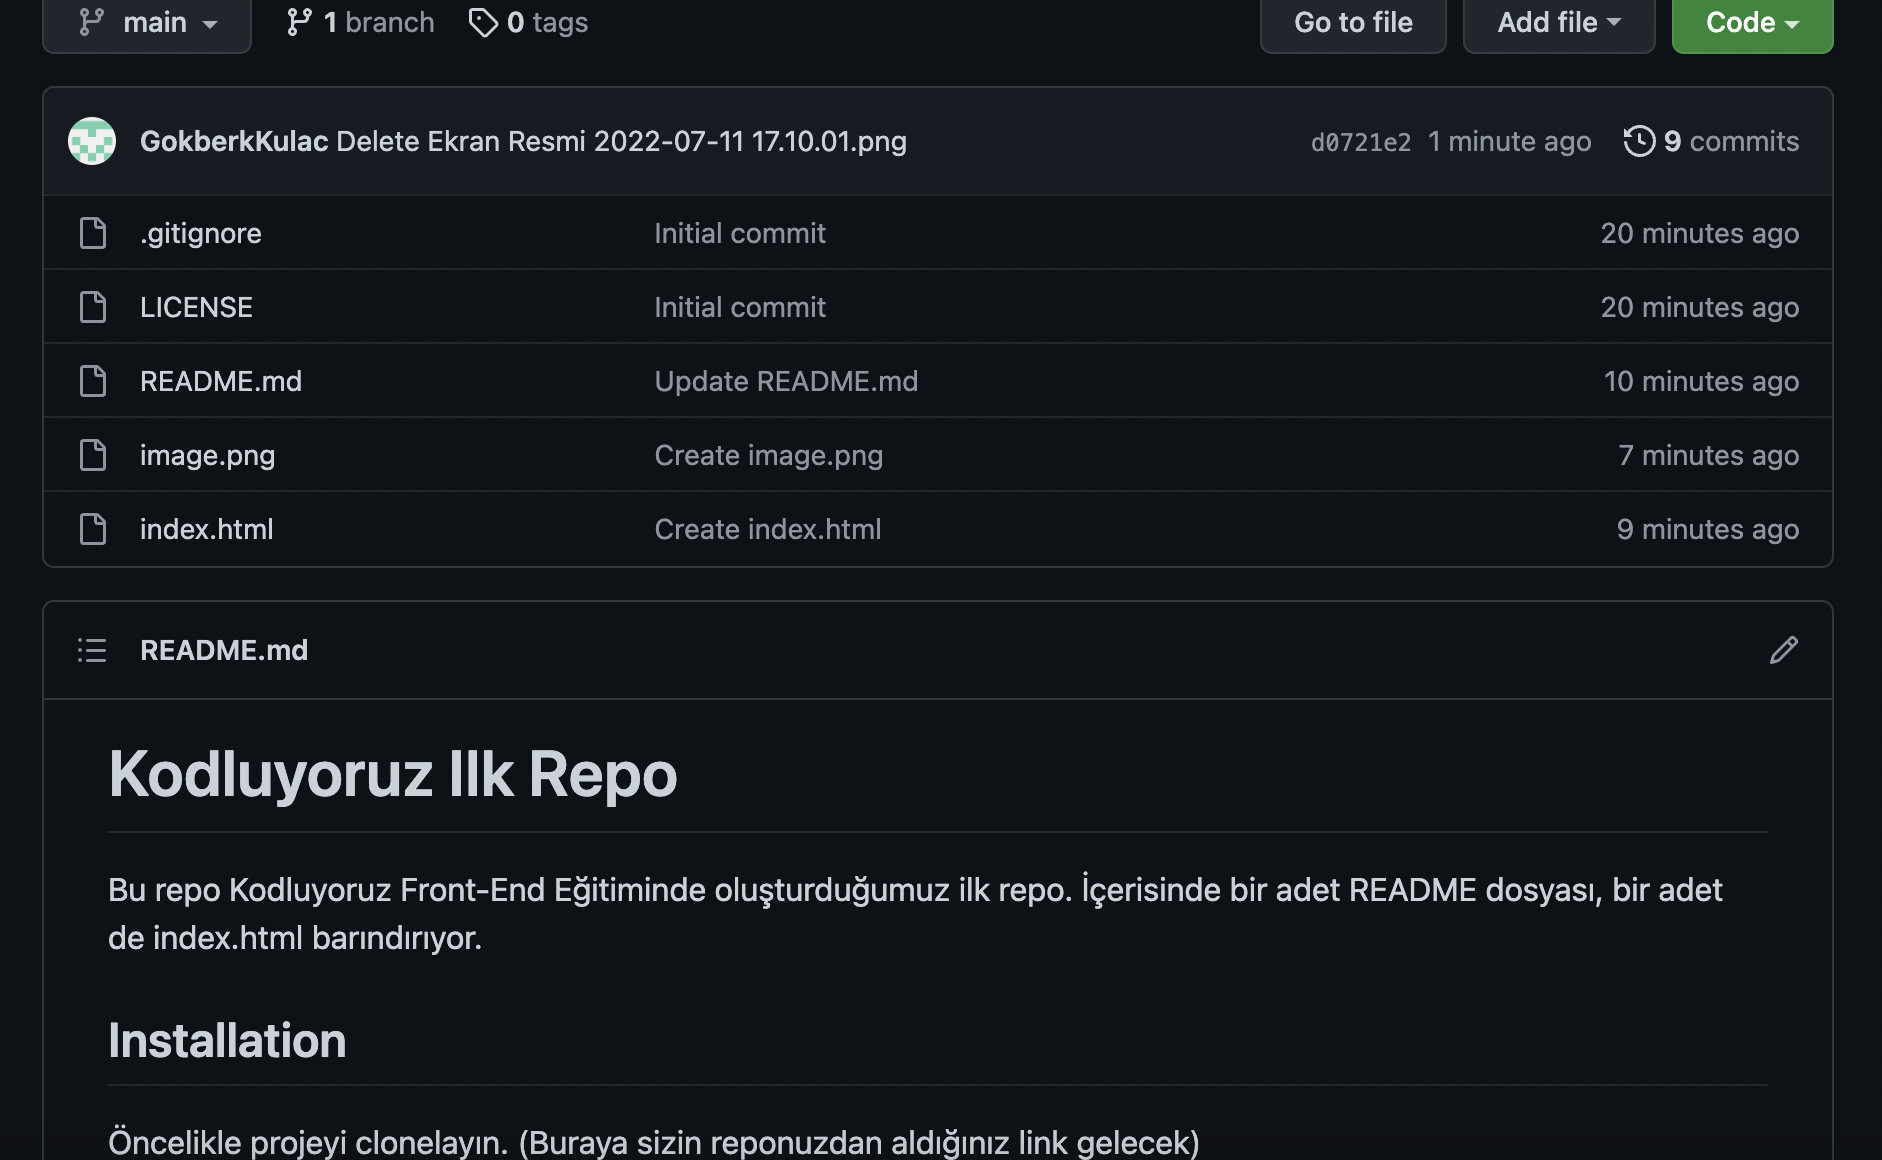 main 1 branch 0 tags Go to file Add file Code
GokberkKulac Delete Ekran Resmi 2022-07-11 17.10.01.png d0721e2 1 minute ago 9 commits
.gitignore Initial commit 20 minutes ago
LICENSE Initial commit 20 minutes ago
README.md Update README.md 10 minutes ago
image.png Create image.png 7 minutes ago
index.html Create index.html 9 minutes ago
README.md
Kodluyoruz Ilk Repo
Bu repo Kodluyoruz Front-End Eğitiminde oluşturduğumuz ilk repo. İçerisinde bir adet README dosyası, bir adet
de index.html barındırıyor.
Installation
Öncelikle projeyi clonelayın. (Buraya sizin reponuzdan aldığınız link gelecek)